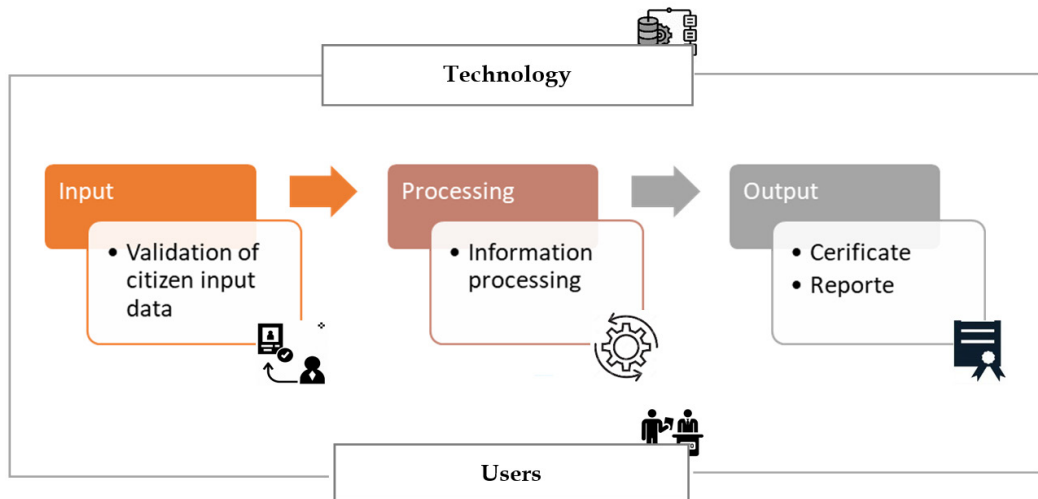 Technology
Input
• Validation of
citizen input
data
Processing
• Information
processing
Output
• Cerificate
• Reporte
Users